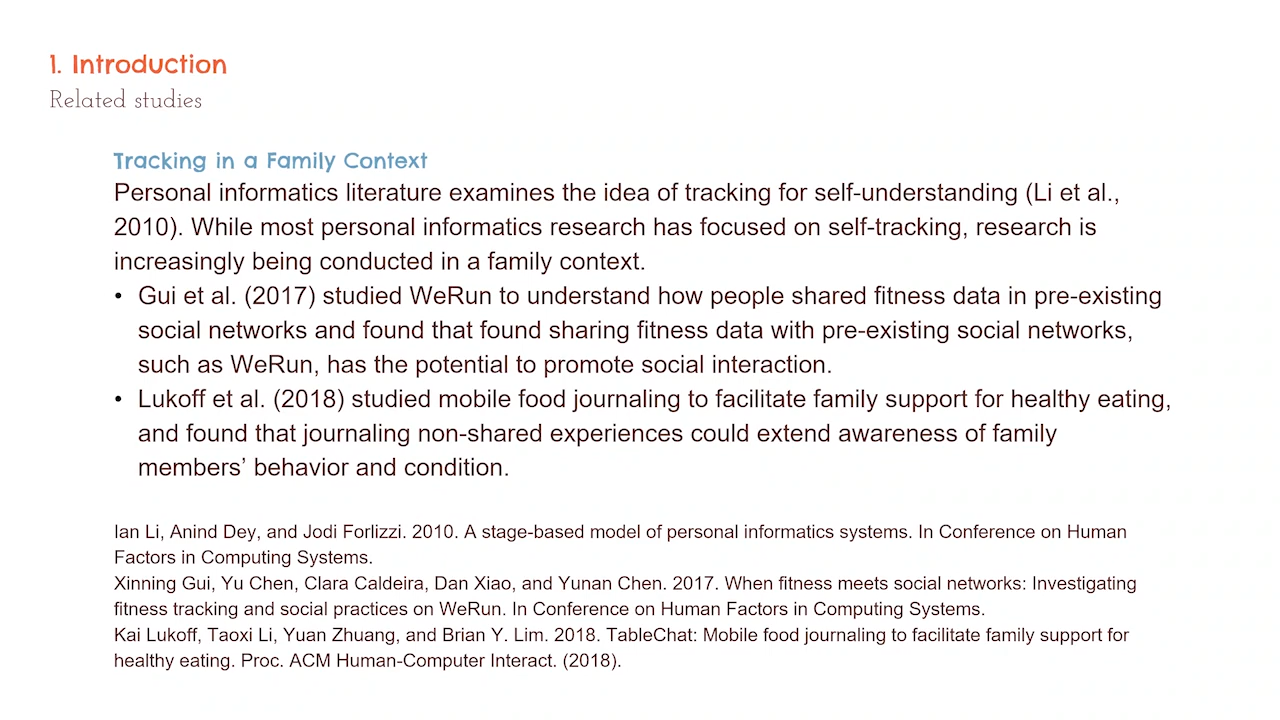 1. Introduction
Related studies
Tracking in a Family Context
Personal informatics literature examines the idea of tracking for self-understanding (Li et al.,
2010). While most personal informatics research has focused on self-tracking, research is
increasingly being conducted in a family context.
• Gui et al. (2017) studied WeRun to understand how people shared fitness data in pre-existing
social networks and found that found sharing fitness data with pre-existing social networks,
such as WeRun, has the potential to promote social interaction.
• Lukoff et al. (2018) studied mobile food journaling to facilitate family support for healthy eating,
and found that journaling non-shared experiences could extend awareness of family
members’ behavior and condition.
Ian Li, Anind Dey, and Jodi Forlizzi. 2010. A stage-based model of personal informatics systems. In Conference on Human
Factors in Computing Systems.
Xinning Gui, Yu Chen, Clara Caldeira, Dan Xiao, and Yunan Chen. 2017. When fitness meets social networks: Investigating
fitness tracking and social practices on WeRun. In Conference on Human Factors in Computing Systems.
Kai Lukoff, Taoxi Li, Yuan Zhuang, and Brian Y. Lim. 2018. TableChat: Mobile food journaling to facilitate family support for
healthy eating. Proc. ACM Human-Computer Interact. (2018).